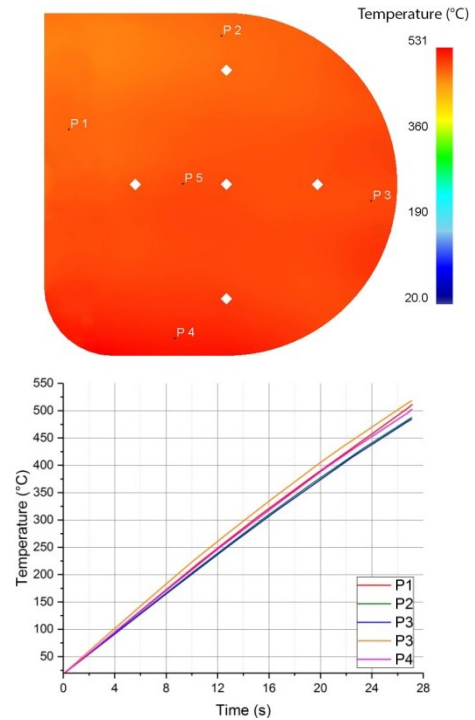 Temperature (°C)
531
360
190
20.0
P 2
P 1
P 5
P 3
P 4
550
500
450
400
350
300
250
200
150
100
50
Temperature (°C)
0
4
8
12
16
20
24
28
Time (s)
P1
P2
P3
P3
P4